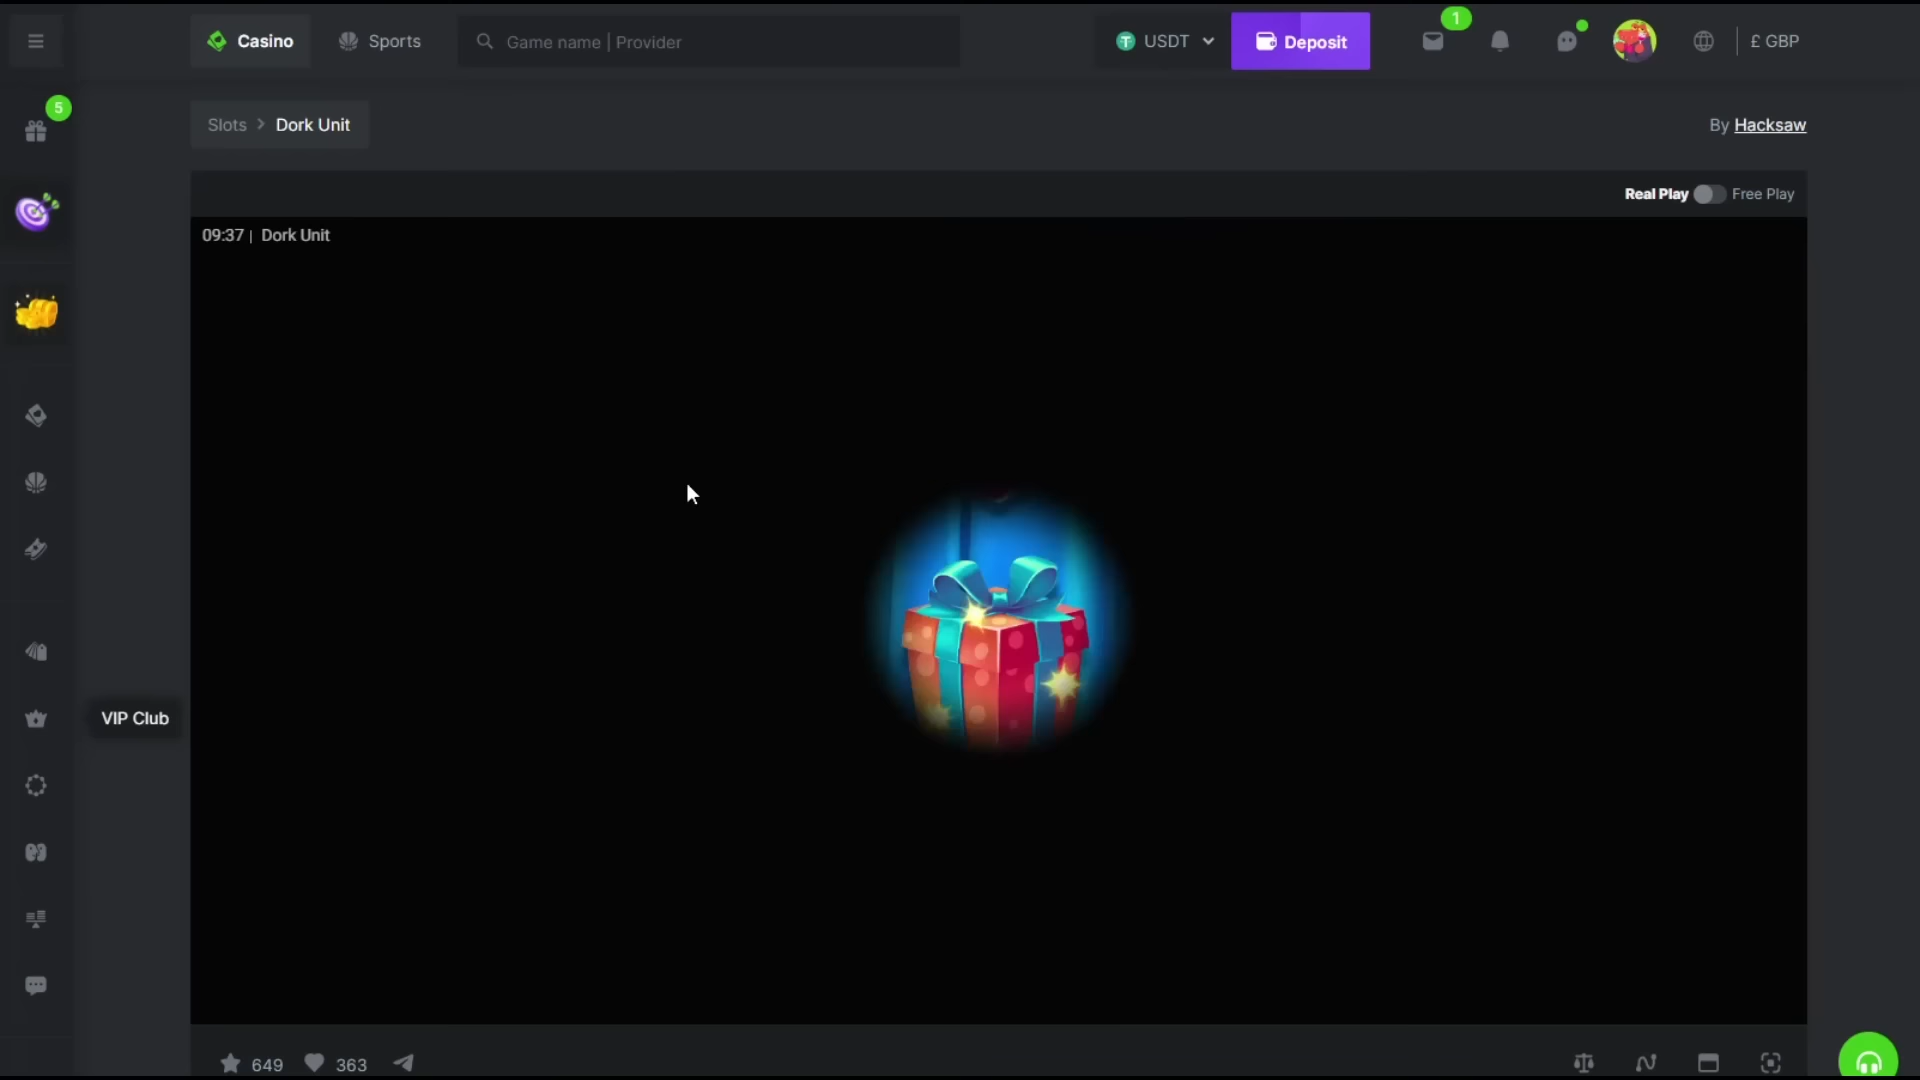 Casino
Sports
Game name | Provider
USDT
Deposit
1
£ GBP
5
Slots > Dork Unit
By Hacksaw
Real Play
Free Play
09:37 | Dork Unit
VIP Club
649
363